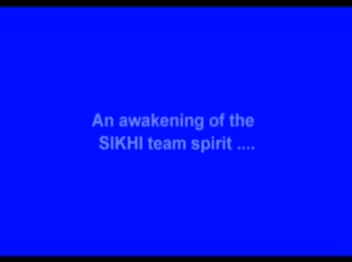 An awakening of the
SIKHI team spirit ....